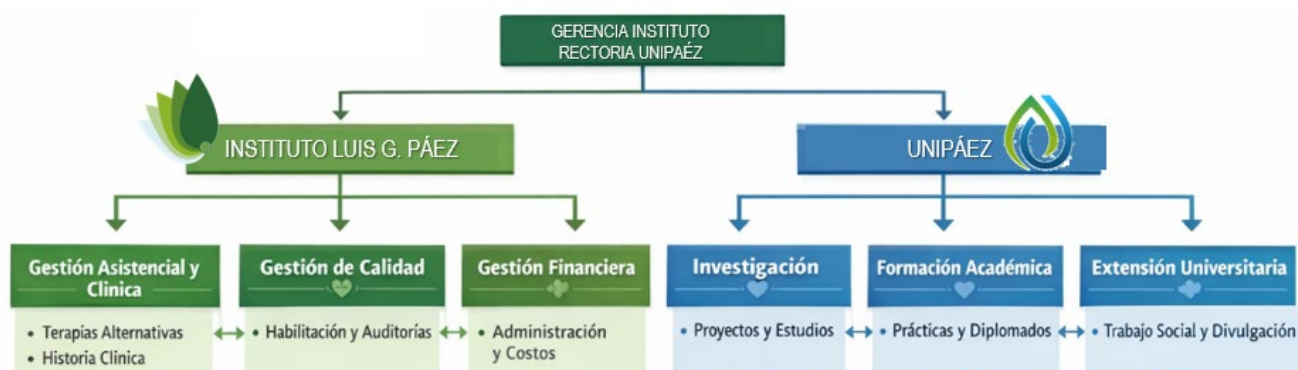 GERENCIA INSTITUTO
RECTORIA UNIPAÉZ
INSTITUTO LUIS G. PÁEZ
UNIPÁEZ
Gestión Asistencial y
Clinica
• Terapias Alternativas
• Historia Clinica
Gestión de Calidad
• Habilitación y Auditorías
Gestión Financiera
• Administración
y Costos
Investigación
• Proyectos y Estudios
Formación Académica
• Prácticas y Diplomados
Extensión Universitaria
• Trabajo Social y Divulgación